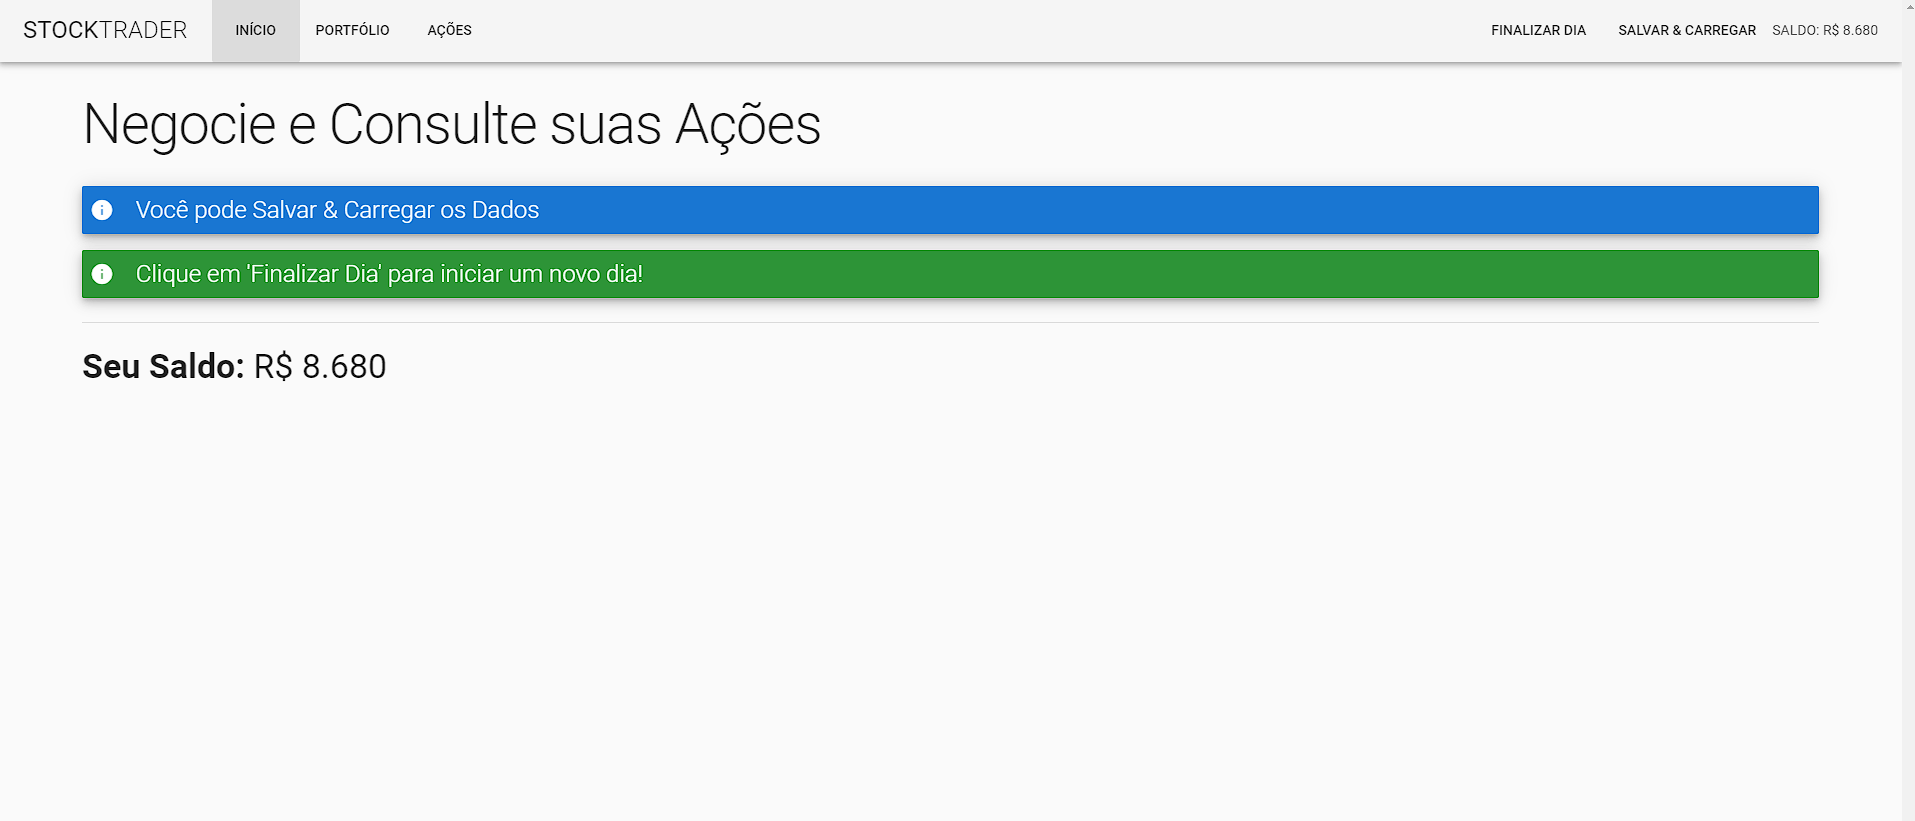 STOCKTRADER INÍCIO PORTFÓLIO AÇÕES FINALIZAR DIA SALVAR & CARREGAR SALDO: R$ 8.680
Negocie e Consulte suas Ações
Você pode Salvar & Carregar os Dados
Clique em 'Finalizar Dia' para iniciar um novo dia!
Seu Saldo: R$ 8.680